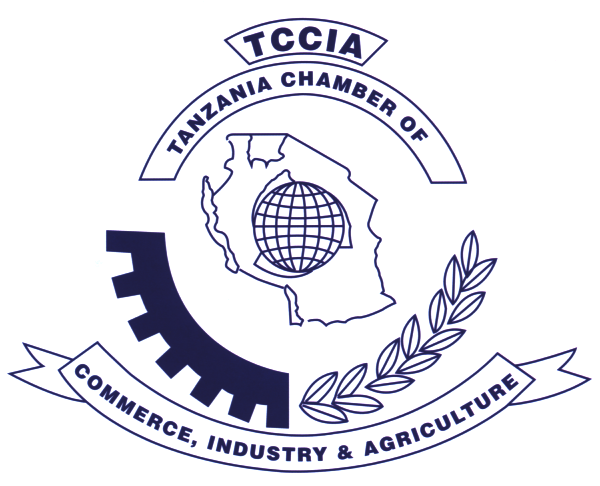 TCCIA
TANZANIA CHAMBER OF
COMMERCE, INDUSTRY & AGRICULTURE